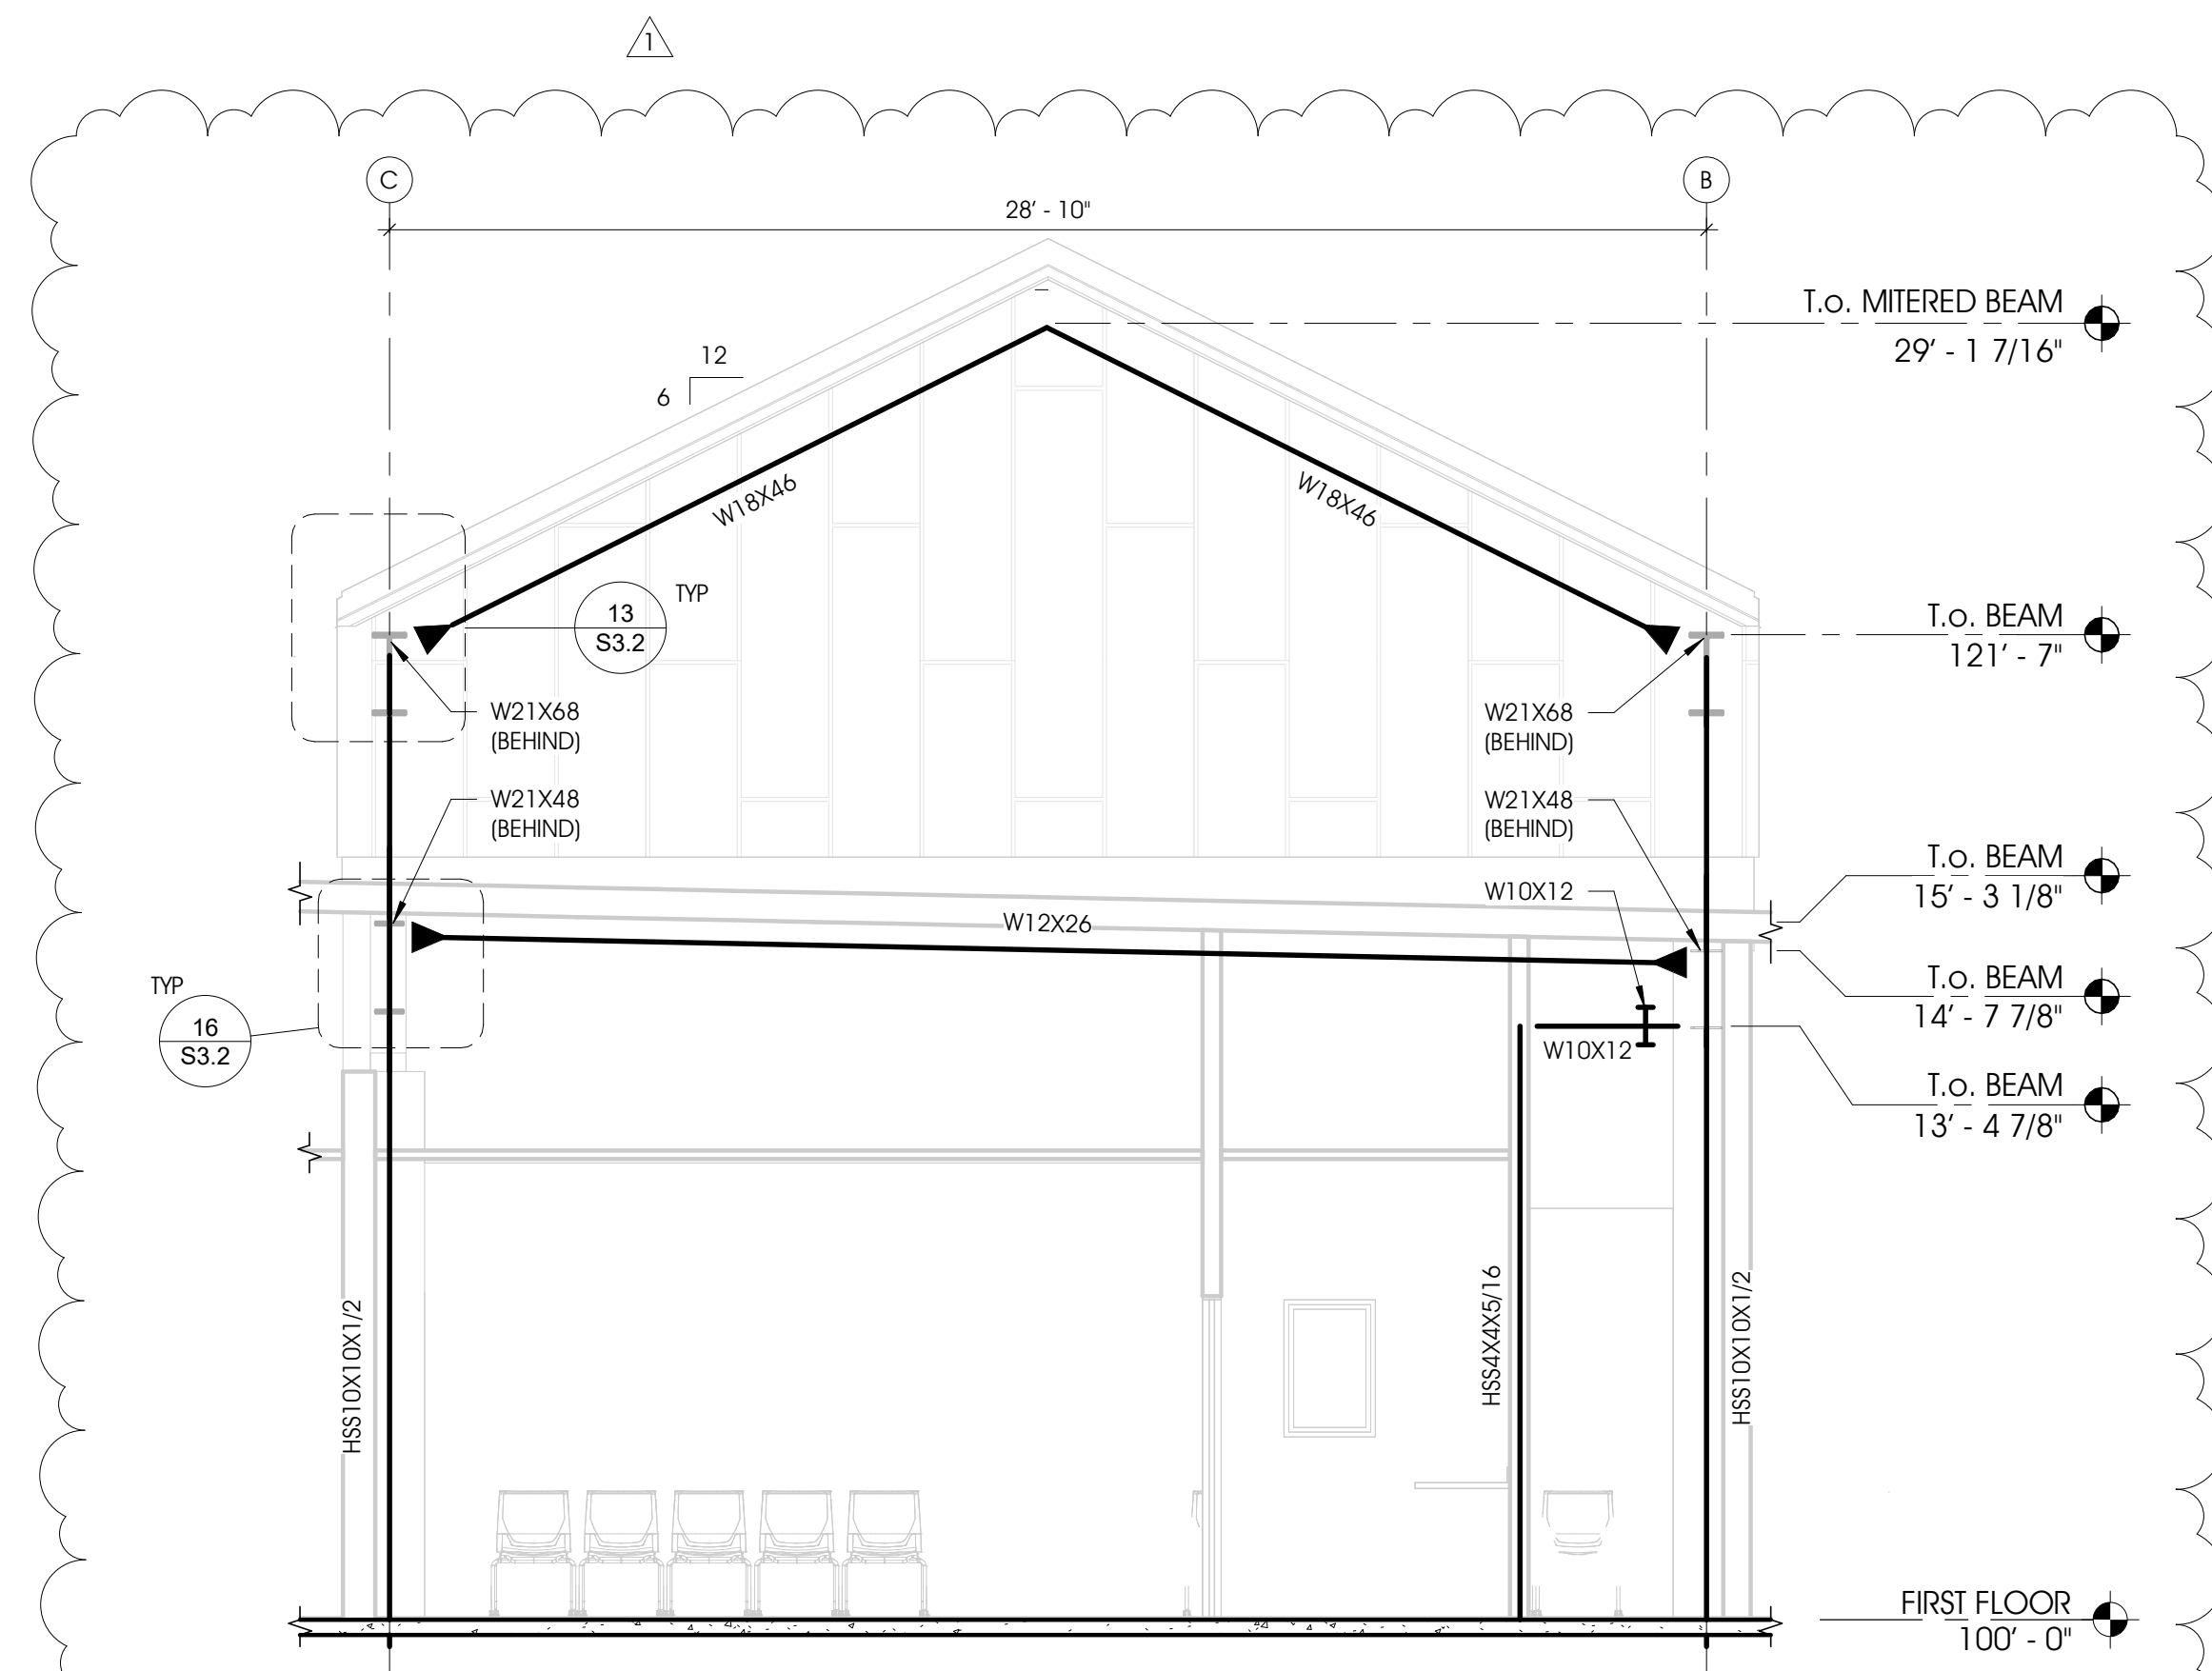 1
C
B
28' - 10"
T.o. MITERED BEAM
29' - 1 7/16"
12
6
W18X46
W18X46
13
S3.2
TYP
T.o. BEAM
121' - 7"
W21X68
(BEHIND)
W21X68
(BEHIND)
W21X48
(BEHIND)
W21X48
(BEHIND)
T.o. BEAM
15' - 3 1/8"
W10X12
W12X26
TYP
16
S3.2
T.o. BEAM
14' - 7 7/8"
W10X12
T.o. BEAM
13' - 4 7/8"
HSS10X10X1/2
HSS4X4X5/16
HSS10X10X1/2
FIRST FLOOR
100' - 0"